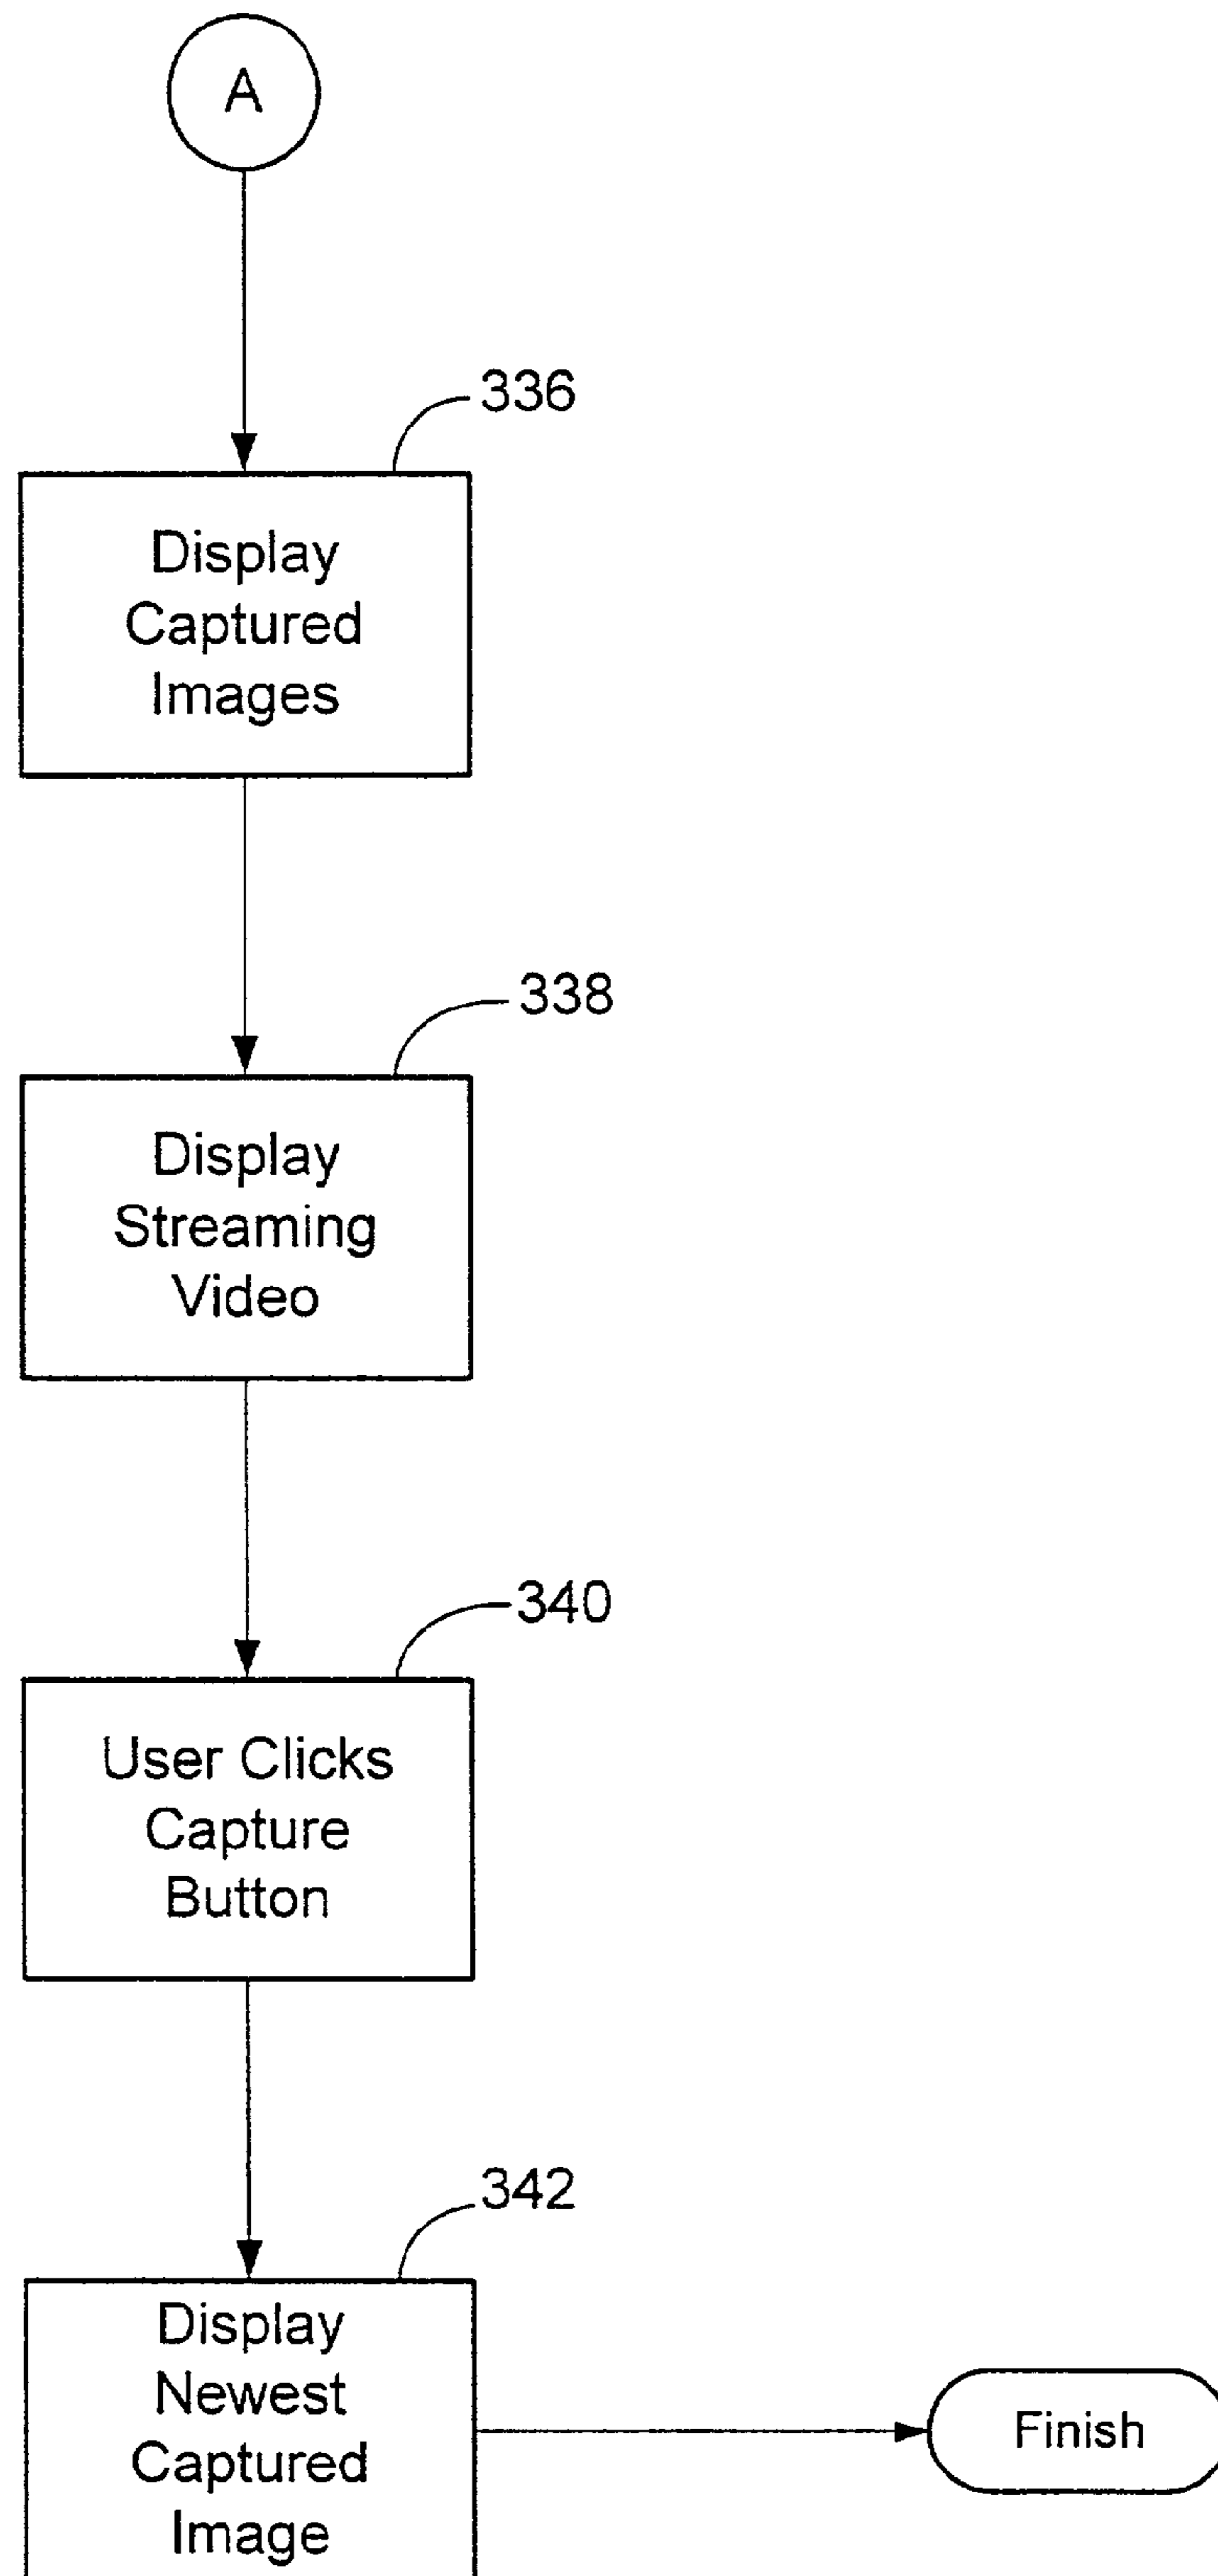 A
336
Display
Captured
Images
338
Display
Streaming
Video
340
User Clicks
Capture
Button
342
Display
Newest
Captured
Image
Finish